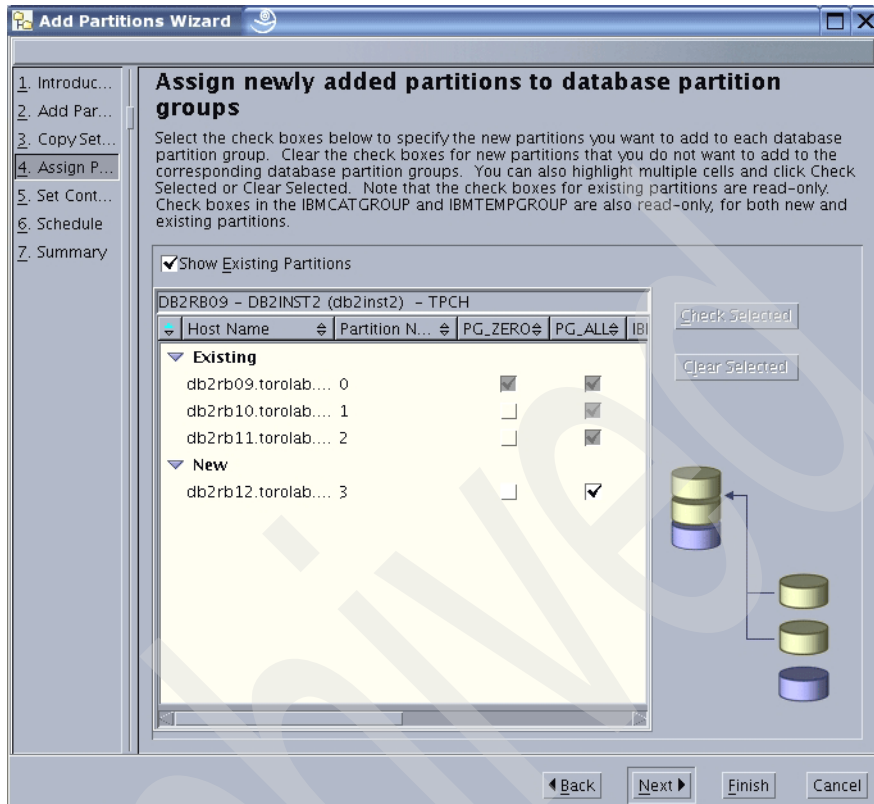 Add Partitions Wizard
1. Introduc...
2. Add Par...
3. Copy Set...
4. Assign P...
5. Set Cont...
6. Schedule
7. Summary
Assign newly added partitions to database partition
groups
Select the check boxes below to specify the new partitions you want to add to each database
partition group. Clear the check boxes for new partitions that you do not want to add to the
corresponding database partition groups. You can also highlight multiple cells and click Check
Selected or Clear Selected. Note that the check boxes for existing partitions are read-only.
Check boxes in the IBMCATGROUP and IBMTEMPGROUP are also read-only, for both new and
existing partitions.
Show Existing Partitions
DB2RB09 - DB2INST2 (db2inst2) - TPCH
Host Name Partition N... PG_ZERO PG_ALL IBI
Existing
db2rb09.torolab.... 0
db2rb10.torolab.... 1
db2rb11.torolab.... 2
New
db2rb12.torolab.... 3
Check Selected
Clear Selected
Back Next Finish Cancel